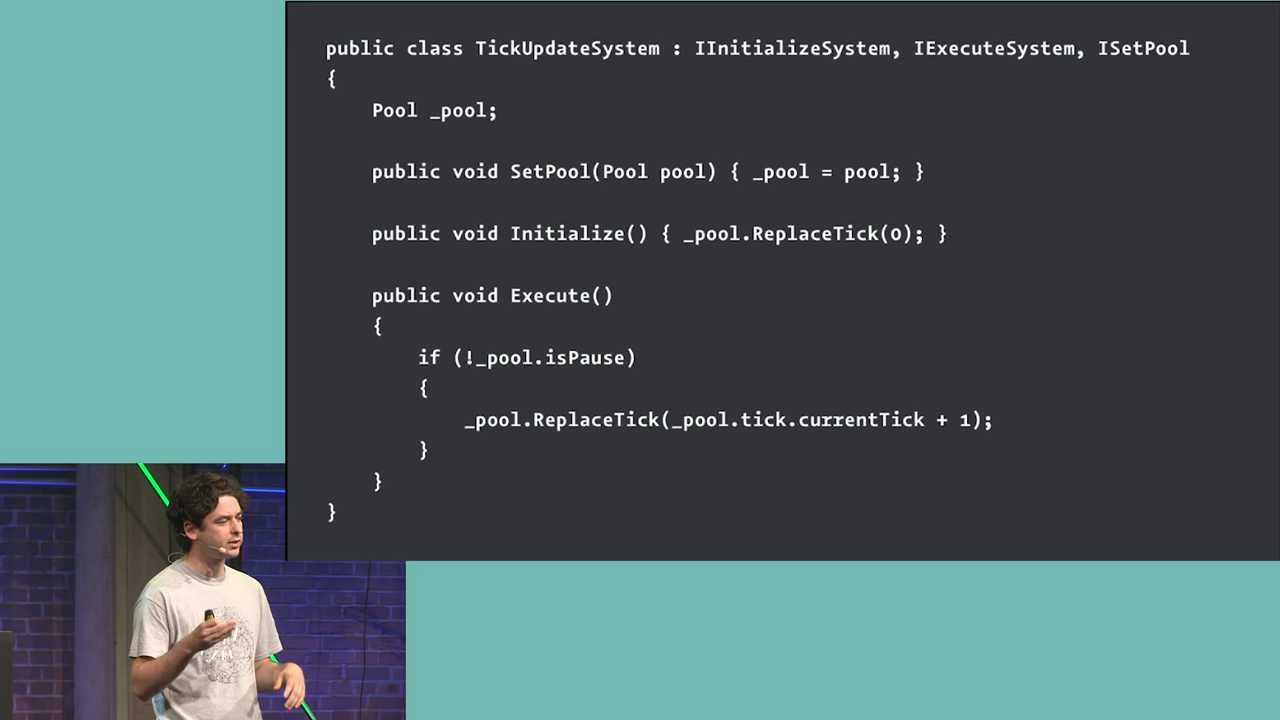 public class TickUpdateSystem : IInitializeSystem, IExecuteSystem, ISetPool
{
Pool _pool;
public void SetPool(Pool pool) { _pool = pool; }
public void Initialize() { _pool.ReplaceTick(0); }
public void Execute()
{
if (!_pool.isPause)
{
_pool.ReplaceTick(_pool.tick.currentTick + 1);
}
}
}